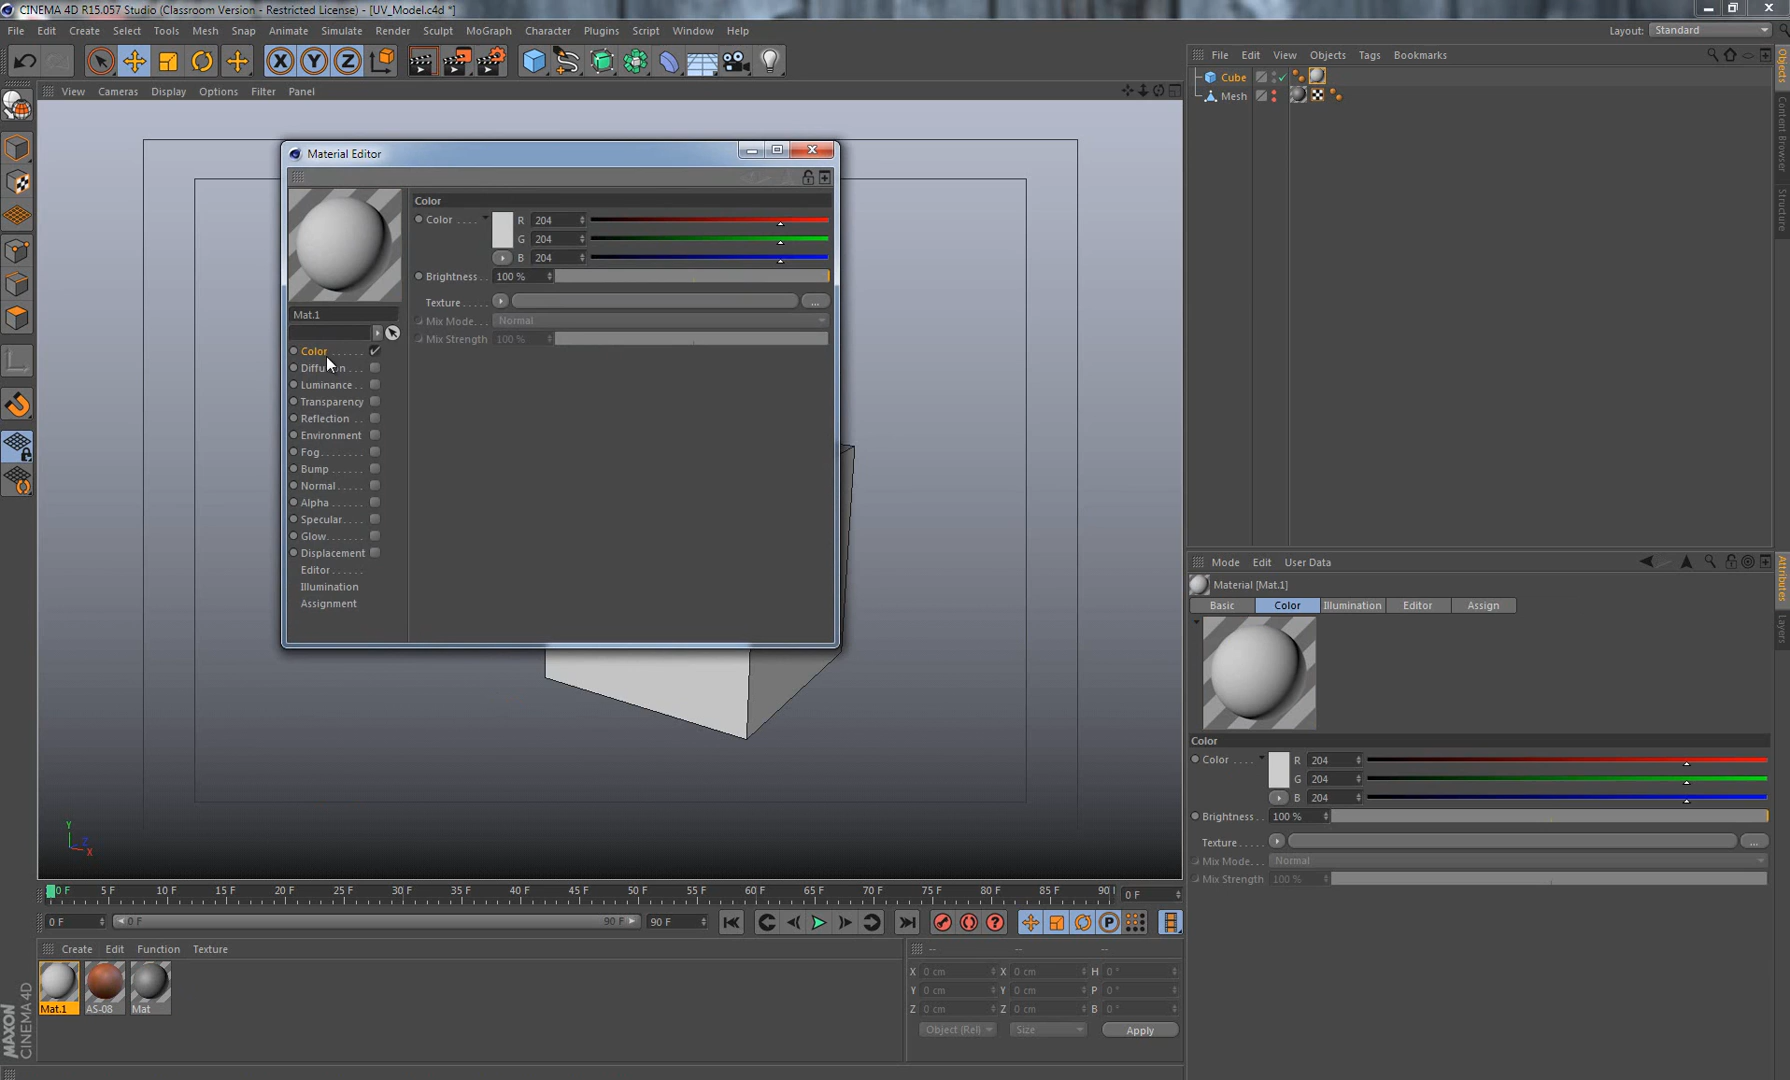 CINEMA 4D R15.057 Studio (Classroom Version - Restricted License) - [UV_Model.c4d *]
File Edit Create Select Tools Mesh Snap Animate Simulate Render Sculpt MoGraph Character Plugins Script Window Help
Layout: Standard
View Cameras Display Options Filter Panel
File Edit View Objects Tags Bookmarks
Cube
Mesh
Objects
Content Browser
Structure
Material Editor
Color
Color R 204
G 204
B 204
Brightness 100 %
Texture ...
Mix Mode Normal
Mix Strength 100 %
Mat.1
Color
Luminance
Transparency
Reflection
Environment
Fog
Bump
Normal
Alpha
Specular
Glow
Displacement
Editor
Illumination
Assignment
Mode Edit User Data
Material [Mat.1]
Basic Color Illumination Editor Assign
Attributes
Layers
Color
Color R 204
G 204
B 204
Brightness 100 %
Texture ...
Mix Mode Normal
Mix Strength 100 %
Y
Z
X
0 F 5 F 10 F 15 F 20 F 25 F 30 F 35 F 40 F 45 F 50 F 55 F 60 F 65 F 70 F 75 F 80 F 85 F 0 F
0 F 0 F 90 F 90 F
Create Edit Function Texture
-- -- --
X 0 cm X 0 cm H 0 °
Y 0 cm Y 0 cm P 0 °
Z 0 cm Z 0 cm B 0 °
Object (Rel) Size Apply
Mat.1 AS-08 Mat
MAXON
CINEMA 4D